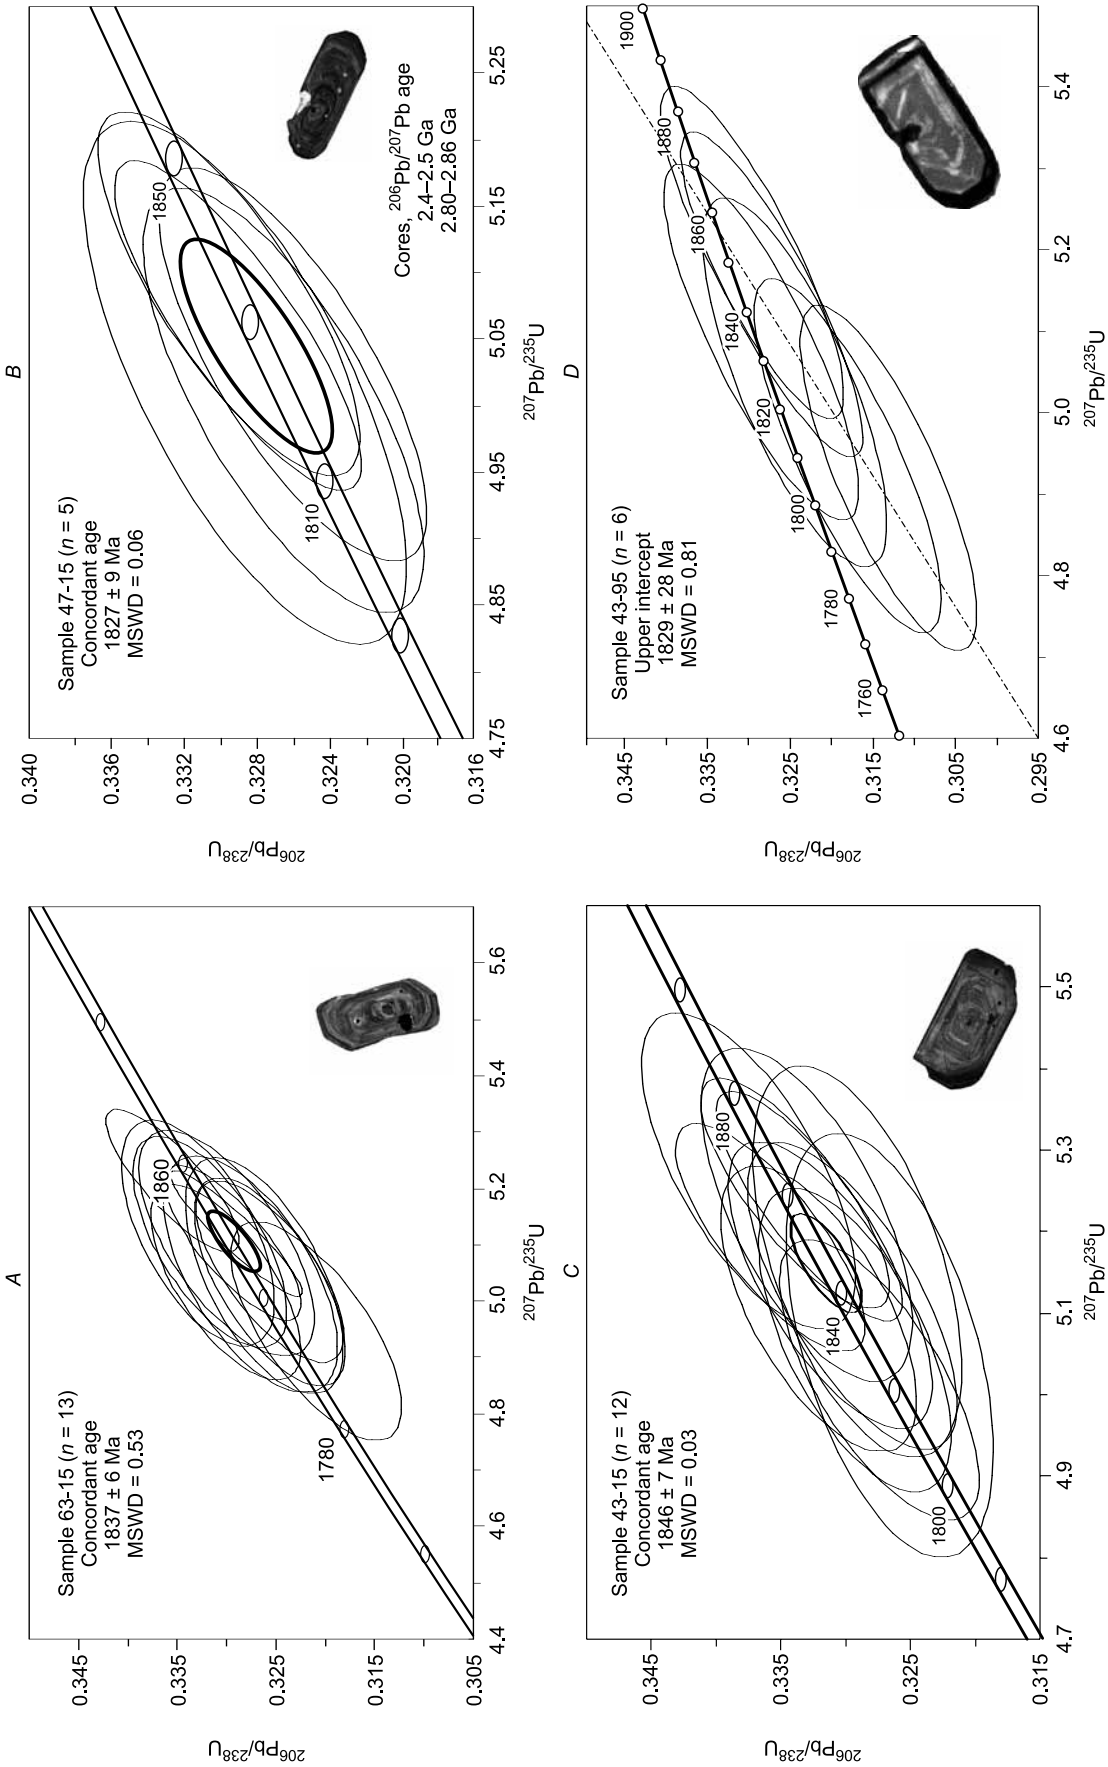 A
Sample 63-15 (n = 13)
Concordant age
1837 ± 6 Ma
MSWD = 0.53
1860
1780
0.345
0.335
0.325
0.315
0.305
4.4
4.6
4.8
5.0
5.2
5.4
5.6
206Pb/238U
207Pb/235U
B
Sample 47-15 (n = 5)
Concordant age
1827 ± 9 Ma
MSWD = 0.06
1850
1810
Cores, 206Pb/207Pb age
2.4–2.5 Ga
2.80–2.86 Ga
0.340
0.336
0.332
0.328
0.324
0.320
0.316
4.75
4.85
4.95
5.05
5.15
5.25
206Pb/238U
207Pb/235U
C
Sample 43-15 (n = 12)
Concordant age
1846 ± 7 Ma
MSWD = 0.03
1880
1840
1800
0.345
0.335
0.325
0.315
4.7
4.9
5.1
5.3
5.5
206Pb/238U
207Pb/235U
D
Sample 43-95 (n = 6)
Upper intercept
1829 ± 28 Ma
MSWD = 0.81
1900
1880
1860
1840
1820
1800
1780
1760
0.345
0.335
0.325
0.315
0.305
0.295
4.6
4.8
5.0
5.2
5.4
206Pb/238U
207Pb/235U